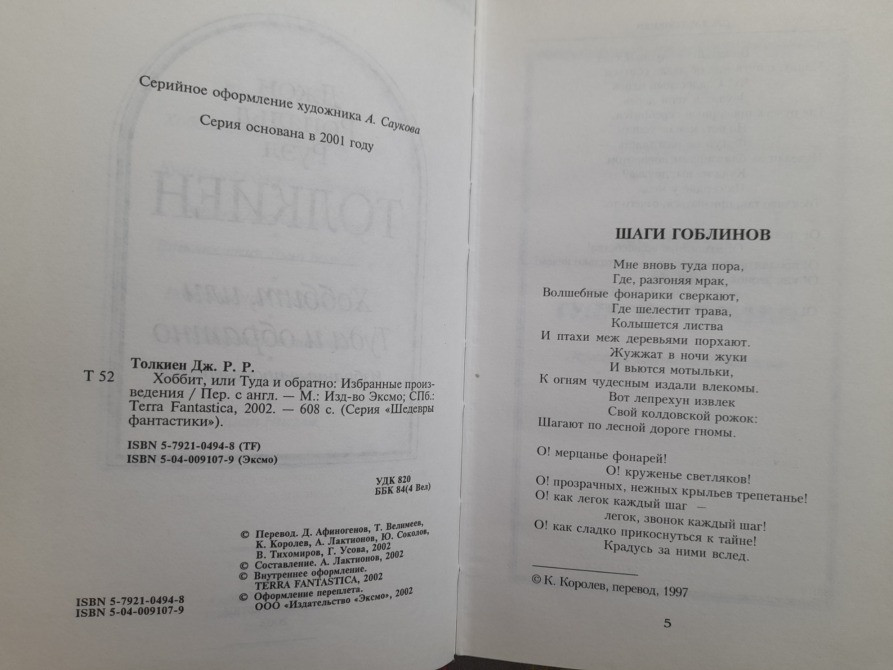 Серийное оформление художника А. Саукова
Серия основана в 2001 году
Толкиен Дж. Р. Р.
Т 52
Хоббит, или Туда и обратно: Избранные произ-
ведения / Пер. с англ. — М.: Изд-во Эксмо; СПб.:
Terra Fantastica, 2002. — 608 с. (Серия «Шедевры
фантастики»).
ISBN 5-7921-0494-8 (TF)
ISBN 5-04-009107-9 (Эксмо)
УДК 820
ББК 84(4 Вел)
© Перевод. Д. Афиногенов, Т. Велимеев,
К. Королев, А. Лактионов, Ю. Соколов,
В. Тихомиров, Г. Усова, 2002
© Составление. А. Лактионов, 2002
© Внутреннее оформление.
TERRA FANTASTICA, 2002
© Оформление переплета.
ООО «Издательство «Эксмо», 2002
ISBN 5-7921-0494-8
ISBN 5-04-009107-9
ШАГИ ГОБЛИНОВ
Мне вновь туда пора,
Где, разгоняя мрак,
Волшебные фонарики сверкают,
Где шелестит трава,
Колышется листва
И птахи меж деревьями порхают.
Жужжат в ночи жуки
И вьются мотыльки,
К огням чудесным издали влекомы.
Вот лепрехун извлек
Свой колдовской рожок:
Шагают по лесной дороге гномы.
О! мерцанье фонарей!
О! круженье светляков!
О! прозрачных, нежных крыльев трепетанье!
О! как легок каждый шаг —
легок, звонок каждый шаг!
О! как сладко прикоснуться к тайне!
Крадусь за ними вслед.
© К. Королев, перевод, 1997
5